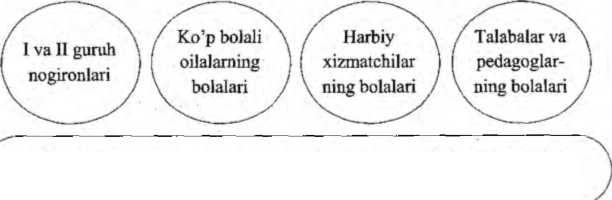 I va II guruh
nogironlari
Ko'p bolali
oilalarning
bolalari
Harbiy
xizmatchilar
ning bolalari
Talabalar va
pedagoglar-
ning bolalari